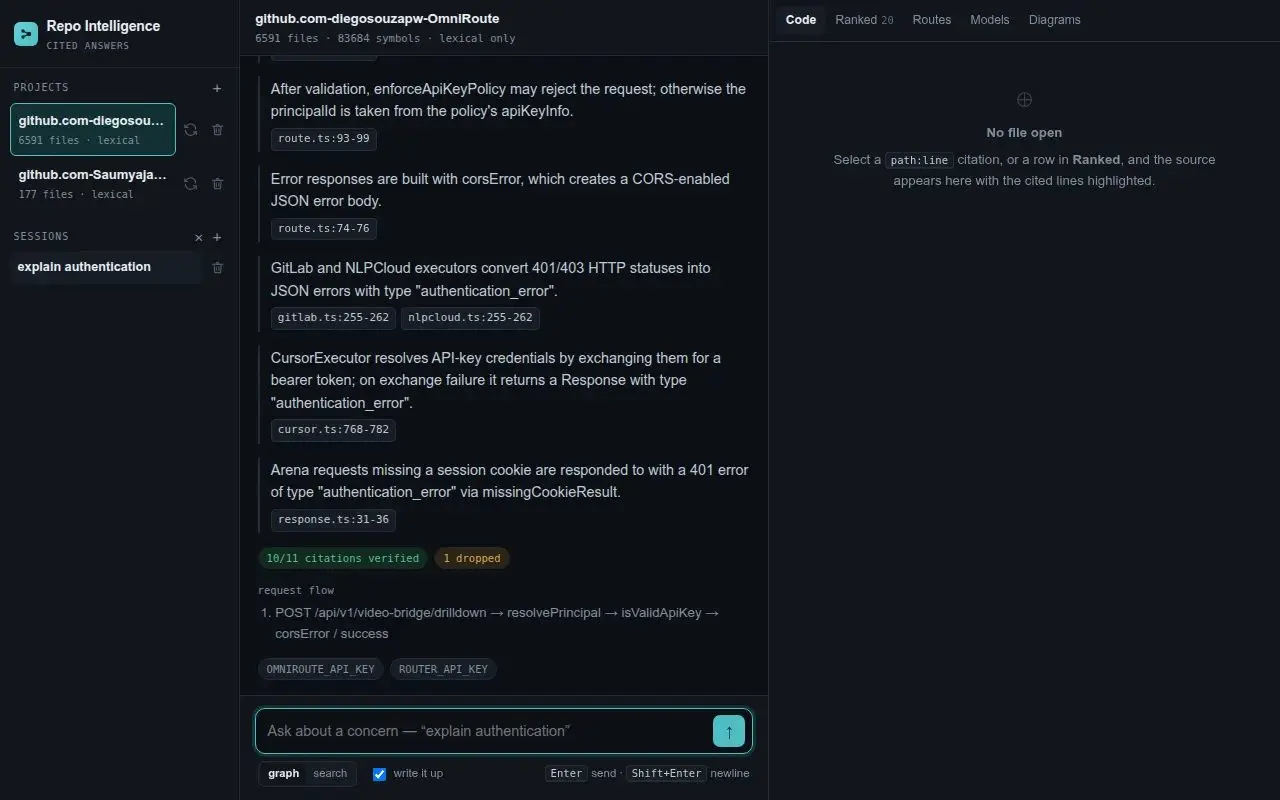 Repo Intelligence
CITED ANSWERS
PROJECTS +
github.com-diegosou...
6591 files · lexical
github.com-Saumyaja...
177 files · lexical
SESSIONS × +
explain authentication
github.com-diegosouzapw-OmniRoute
6591 files · 83684 symbols · lexical only
After validation, enforceApiKeyPolicy may reject the request; otherwise the
principalId is taken from the policy's apiKeyInfo.
route.ts:93-99
Error responses are built with corsError, which creates a CORS-enabled
JSON error body.
route.ts:74-76
GitLab and NLPCloud executors convert 401/403 HTTP statuses into
JSON errors with type "authentication_error".
gitlab.ts:255-262 nlpcloud.ts:255-262
CursorExecutor resolves API-key credentials by exchanging them for a
bearer token; on exchange failure it returns a Response with type
"authentication_error".
cursor.ts:768-782
Arena requests missing a session cookie are responded to with a 401 error
of type "authentication_error" via missingCookieResult.
response.ts:31-36
10/11 citations verified 1 dropped
request flow
1. POST /api/v1/video-bridge/drilldown → resolvePrincipal → isValidApiKey →
corsError / success
OMNIROUTE_API_KEY ROUTER_API_KEY
Ask about a concern — “explain authentication” ↑
graph search write it up Enter send · Shift+Enter newline
Code Ranked 20 Routes Models Diagrams
No file open
Select a path:line citation, or a row in Ranked, and the source
appears here with the cited lines highlighted.